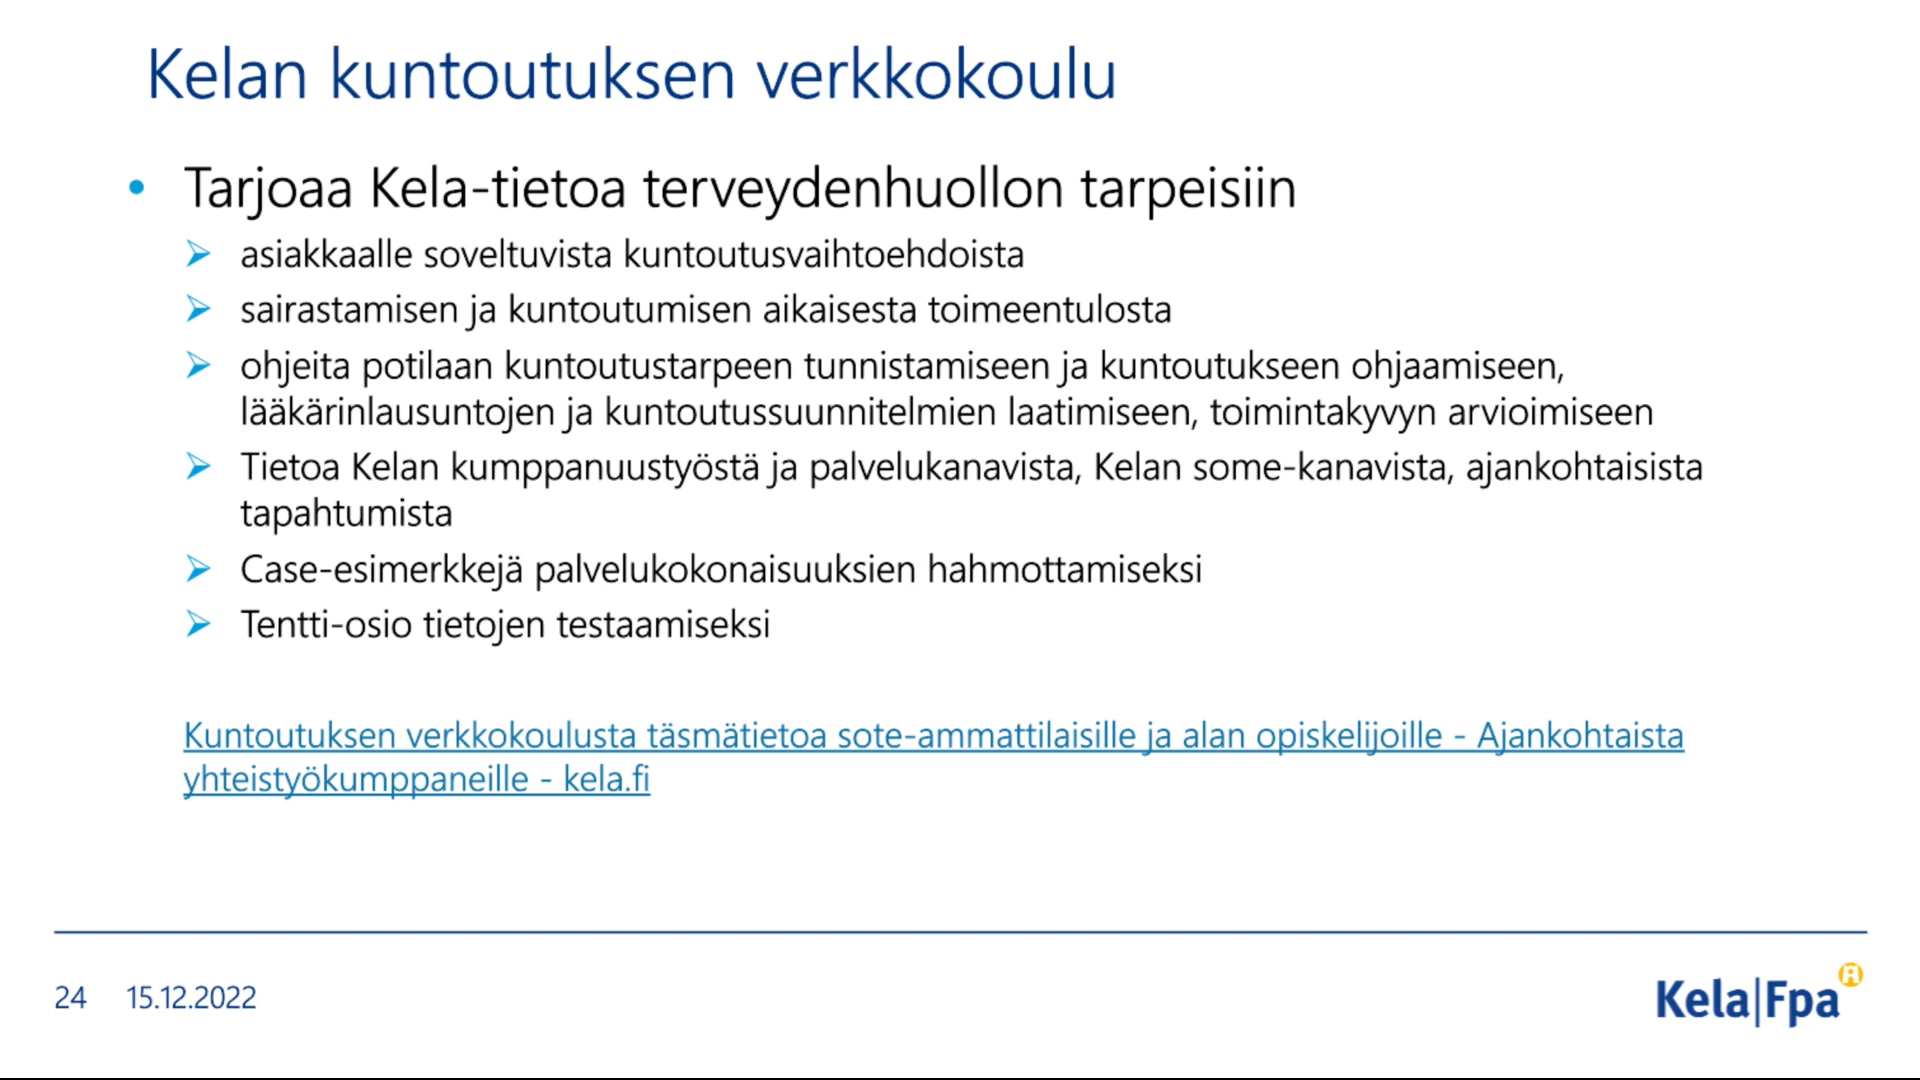 Kelan kuntoutuksen verkkokoulu
• Tarjoaa Kela-tietoa terveydenhuollon tarpeisiin
➢ asiakkaalle soveltuvista kuntoutusvaihtoehdoista
➢ sairastamisen ja kuntoutumisen aikaisesta toimeentulosta
➢ ohjeita potilaan kuntoutustarpeen tunnistamiseen ja kuntoutukseen ohjaamiseen,
lääkärinlausuntojen ja kuntoutussuunnitelmien laatimiseen, toimintakyvyn arvioimiseen
➢ Tietoa Kelan kumppanuustyöstä ja palvelukanavista, Kelan some-kanavista, ajankohtaisista
tapahtumista
➢ Case-esimerkkejä palvelukokonaisuuksien hahmottamiseksi
➢ Tentti-osio tietojen testaamiseksi
Kuntoutuksen verkkokoulusta täsmätietoa sote-ammattilaisille ja alan opiskelijoille - Ajankohtaista
yhteistyökumppaneille - kela.fi
24 15.12.2022
Kela|Fpa